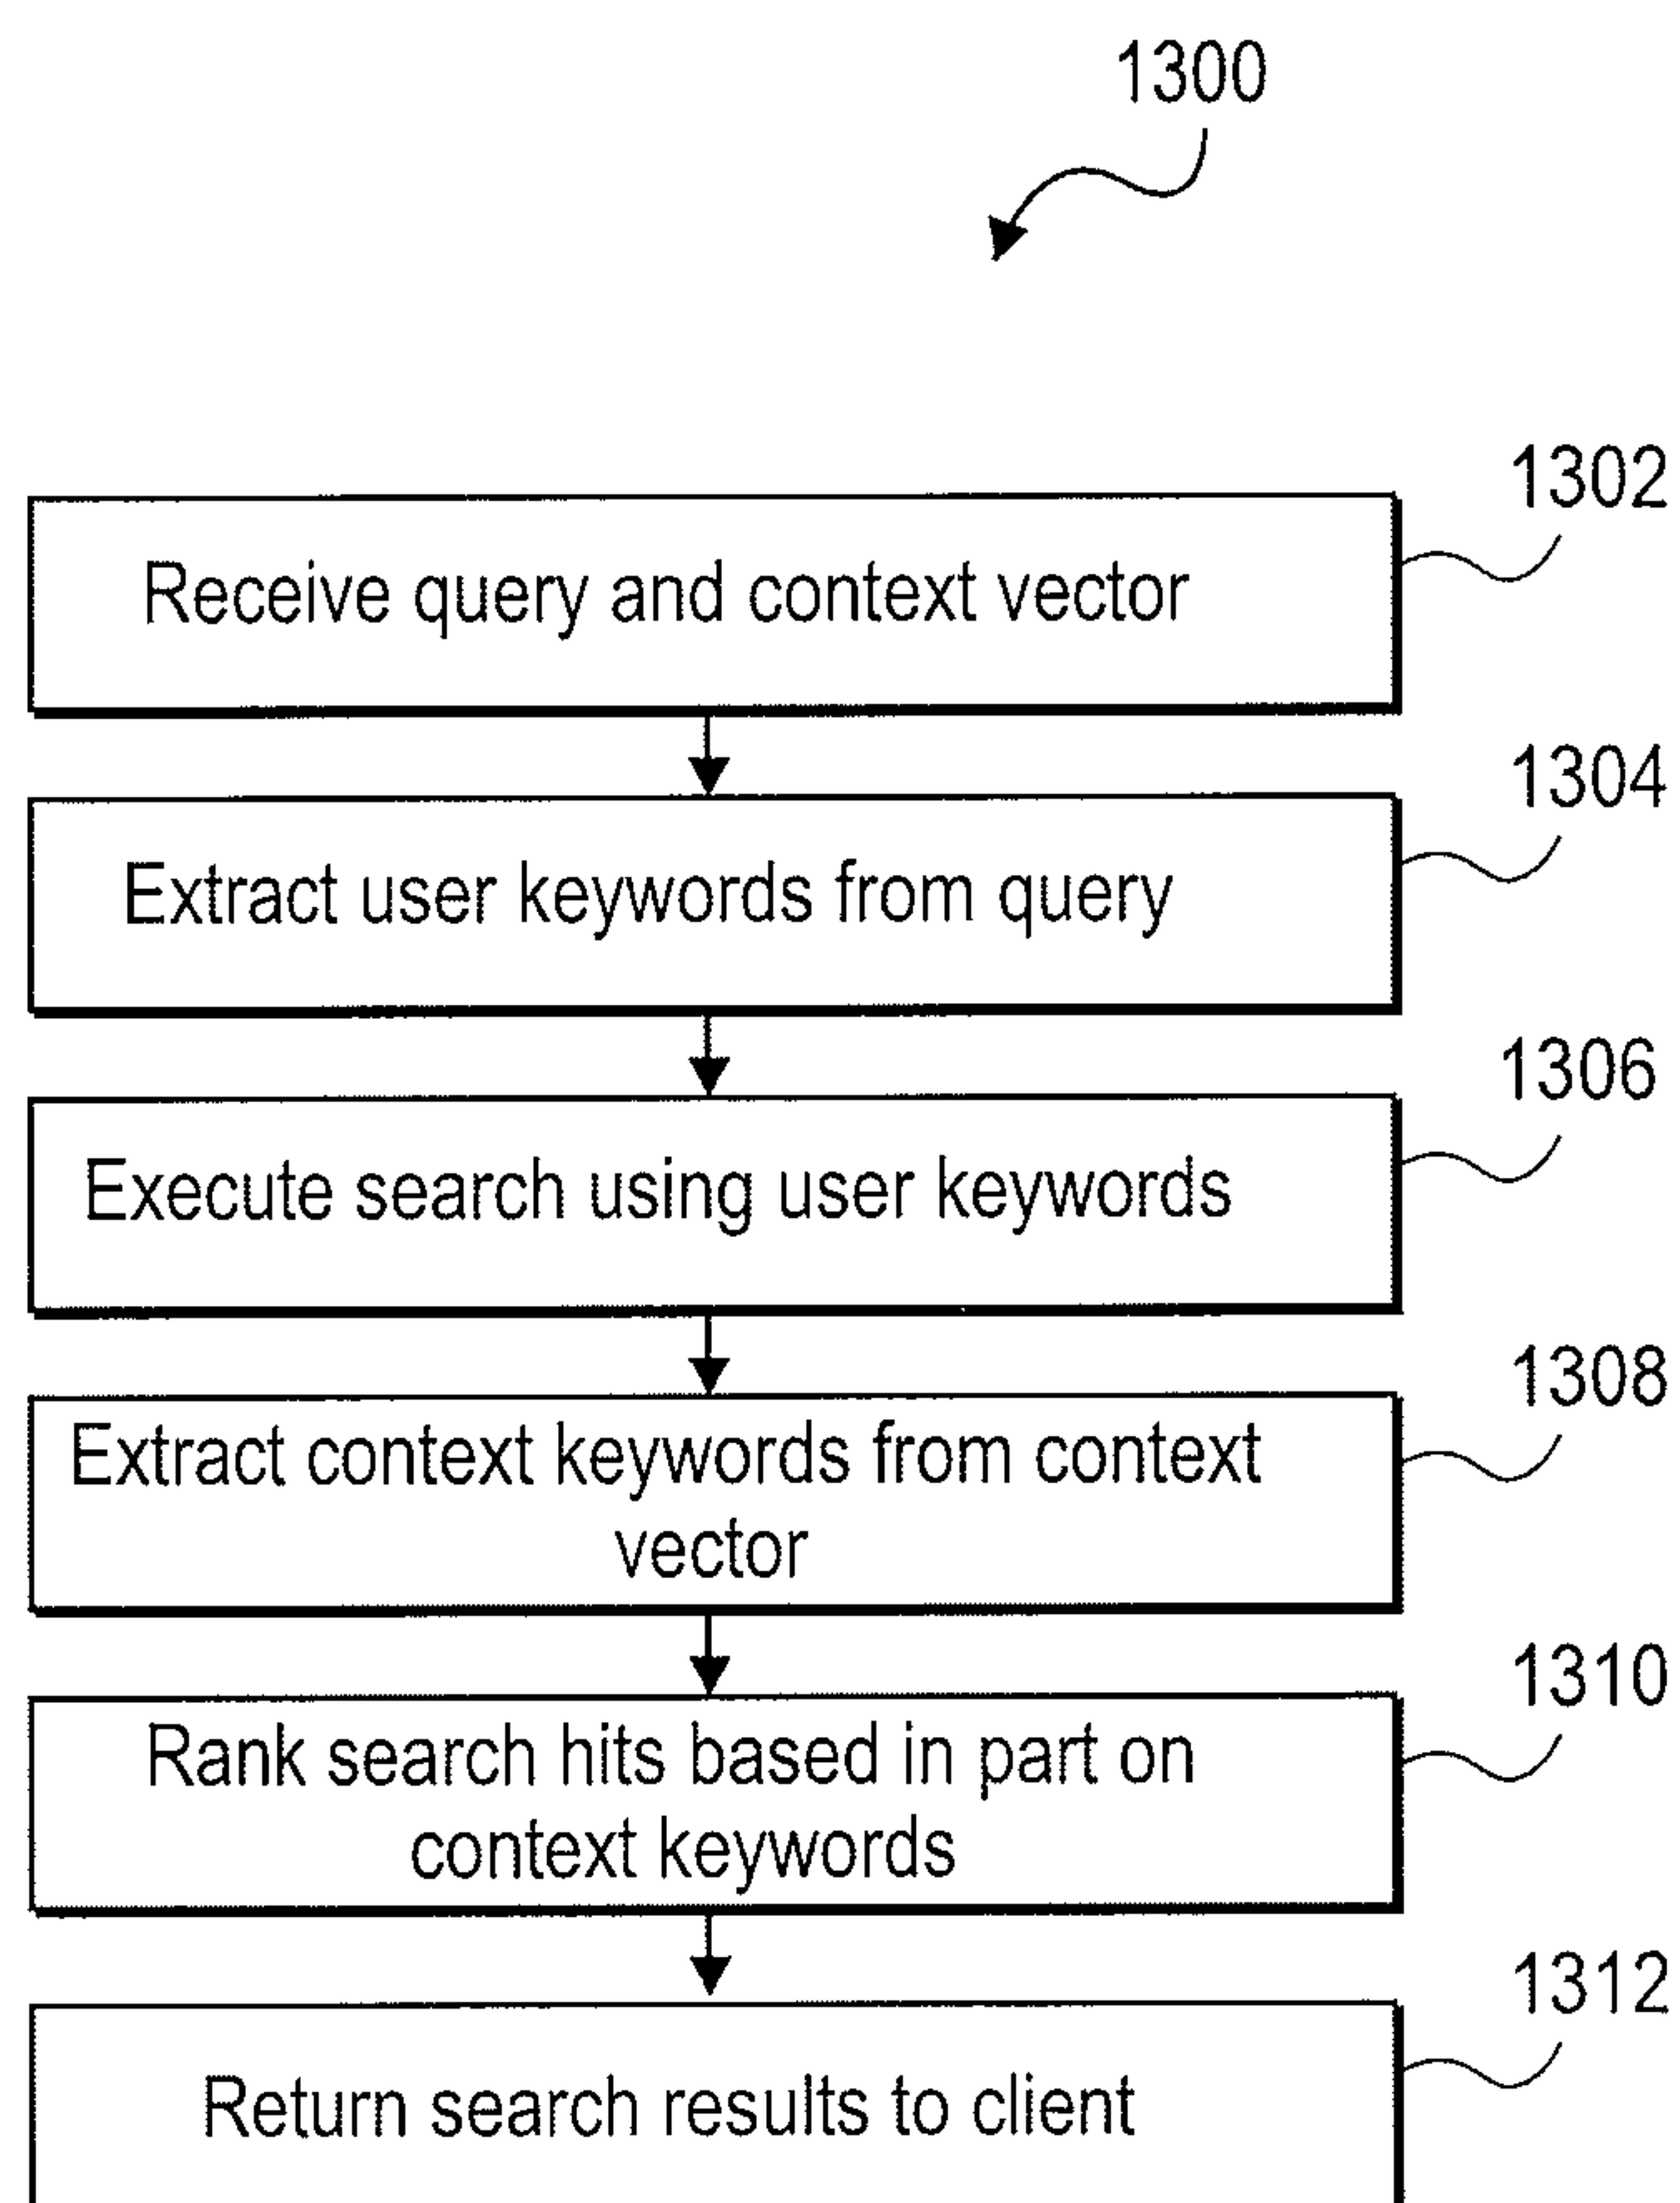 1300
1302
Receive query and context vector
1304
Extract user keywords from query
1306
Execute search using user keywords
1308
Extract context keywords from context
vector
1310
Rank search hits based in part on
context keywords
1312
Return search results to client